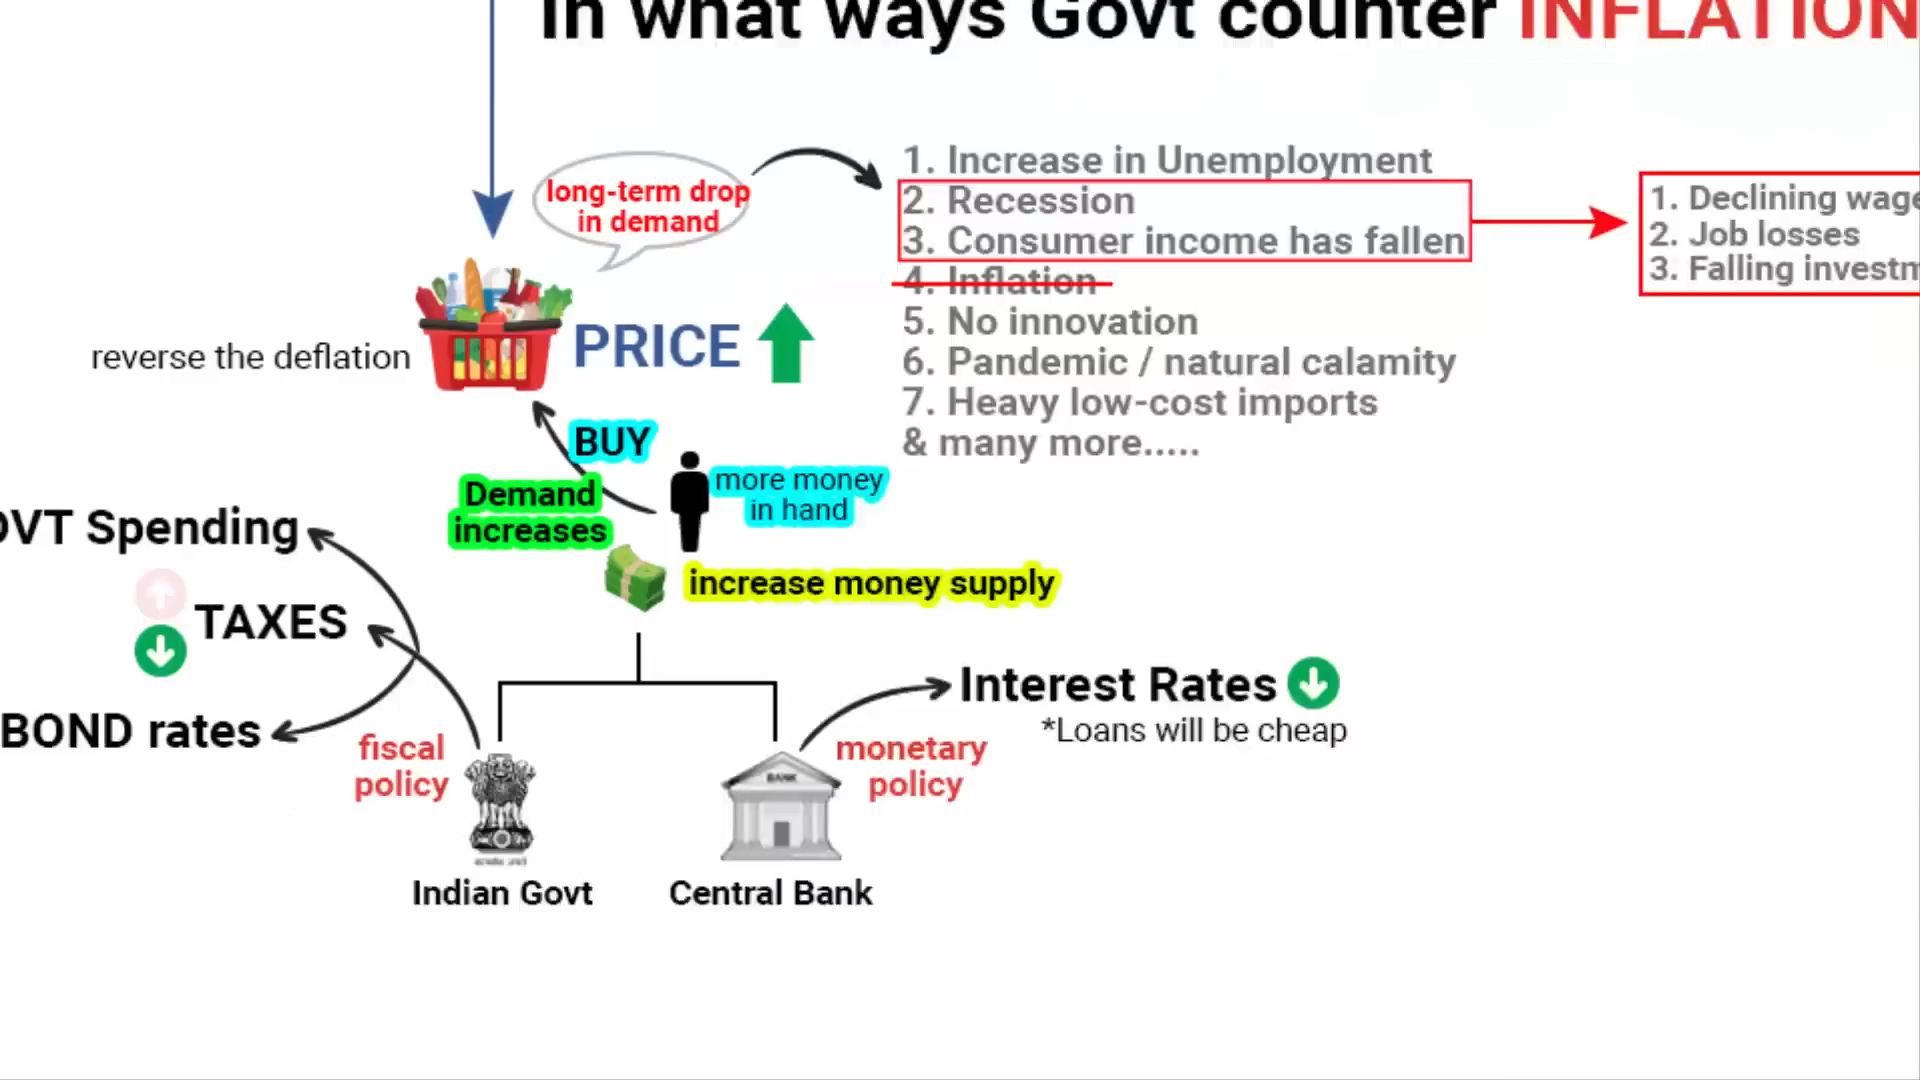 In what ways Govt counter INFLATION
long-term drop
in demand
1. Increase in Unemployment
2. Recession
3. Consumer income has fallen
4. Inflation
5. No innovation
6. Pandemic / natural calamity
7. Heavy low-cost imports
& many more.....
1. Declining wage
2. Job losses
3. Falling investm
reverse the deflation
PRICE
BUY
more money
in hand
Demand
increases
increase money supply
OVT Spending
TAXES
BOND rates
fiscal
policy
Interest Rates
*Loans will be cheap
monetary
policy
BANK
Indian Govt
Central Bank